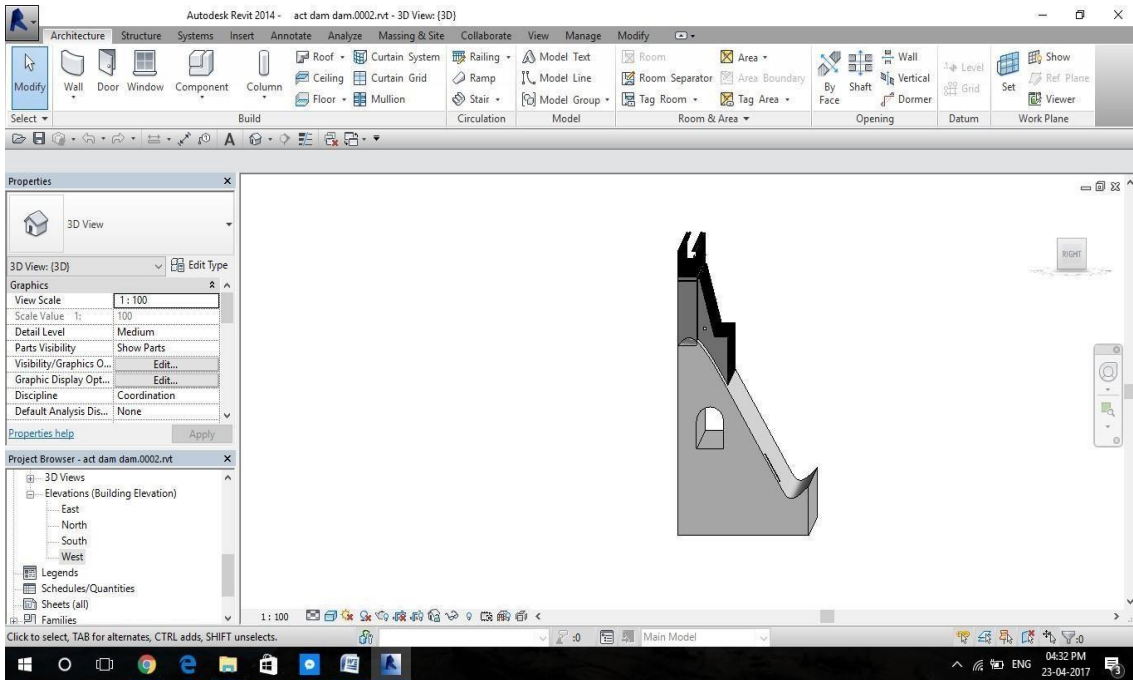 Autodesk Revit 2014 - act dam dam.0002.rvt - 3D View: {3D}
Architecture Structure Systems Insert Annotate Analyze Massing & Site Collaborate View Manage Modify
Modify
Wall
Door
Window
Component
Column
Roof
Ceiling
Floor
Curtain System
Curtain Grid
Mullion
Railing
Ramp
Stair
Model Text
Model Line
Model Group
Room
Room Separator
Tag Room
Area
Area Boundary
Tag Area
By Face
Shaft
Wall
Vertical
Dormer
Level
Grid
Set
Show
Ref Plane
Viewer
Select
Build
Circulation
Model
Room & Area
Opening
Datum
Work Plane
A
Properties
3D View
3D View: {3D}
Edit Type
Graphics
View Scale 1 : 100
Scale Value 1: 100
Detail Level Medium
Parts Visibility Show Parts
Visibility/Graphics O... Edit...
Graphic Display Opt... Edit...
Discipline Coordination
Default Analysis Dis... None
Properties help Apply
Project Browser - act dam dam.0002.rvt
3D Views
Elevations (Building Elevation)
East
North
South
West
Legends
Schedules/Quantities
Sheets (all)
Families
RIGHT
1 : 100
Click to select, TAB for alternates, CTRL adds, SHIFT unselects.
:0
Main Model
:0
ENG
04:32 PM
23-04-2017
3